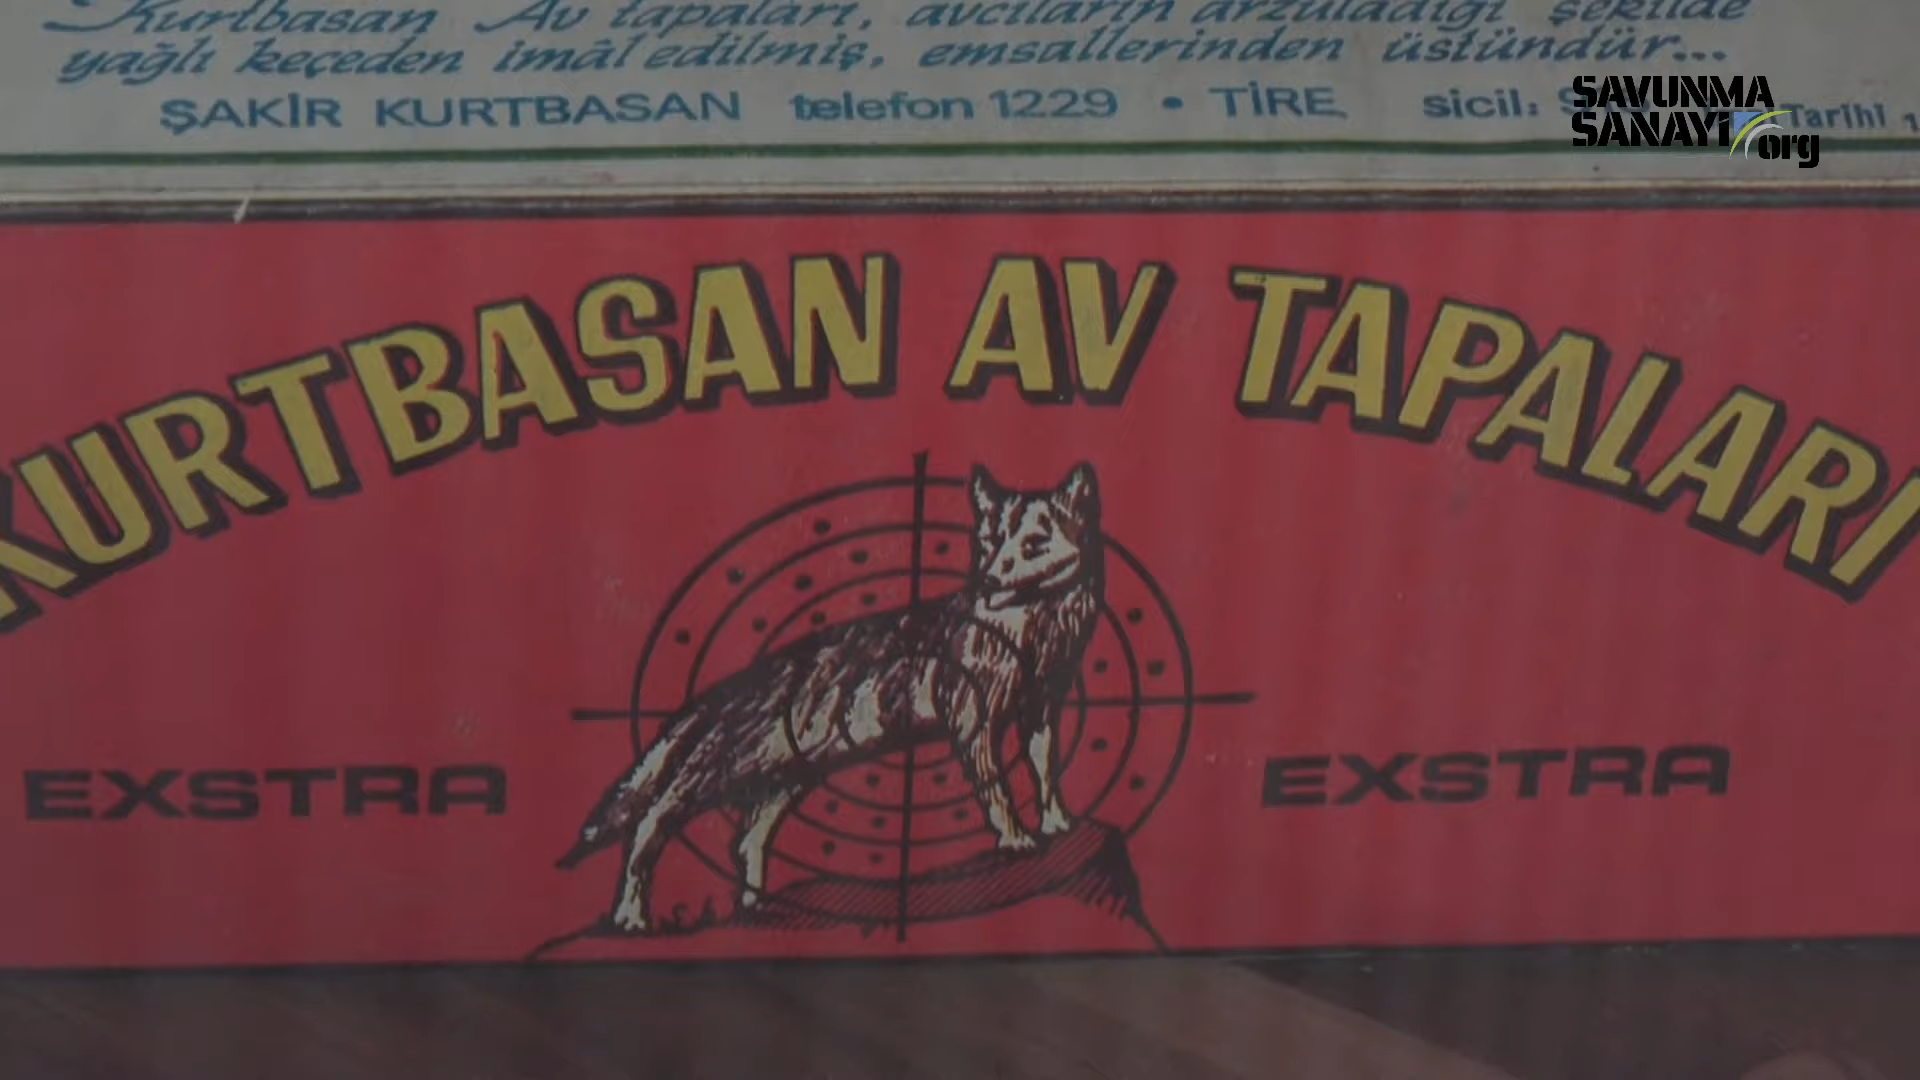 Kurtbasan Av tapaları, avcıların arzuladığı şekilde
yağlı keçeden imâl edilmiş, emsallerinden üstündür...
ŞAKİR KURTBASAN telefon 1229 • TİRE sicil: Tarihi
SAVUNMA
SANAYİ
org
KURTBASAN AV TAPALARI
EXSTRA EXSTRA